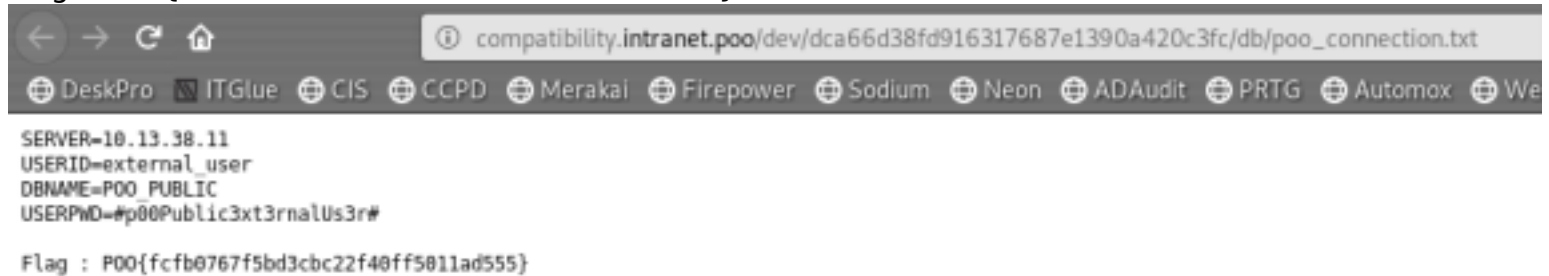 compatibility.intranet.poo/dev/dca66d38fd916317687e1390a420c3fc/db/poo_connection.txt
DeskPro ITGlue CIS CCPD Merakai Firepower Sodium Neon ADAudit PRTG Automox We
SERVER=10.13.38.11
USERID=external_user
DBNAME=POO_PUBLIC
USERPWD=#p00Public3xt3rnalUs3r#
Flag : POO{fcfb0767f5bd3cbc22f40ff5011ad555}